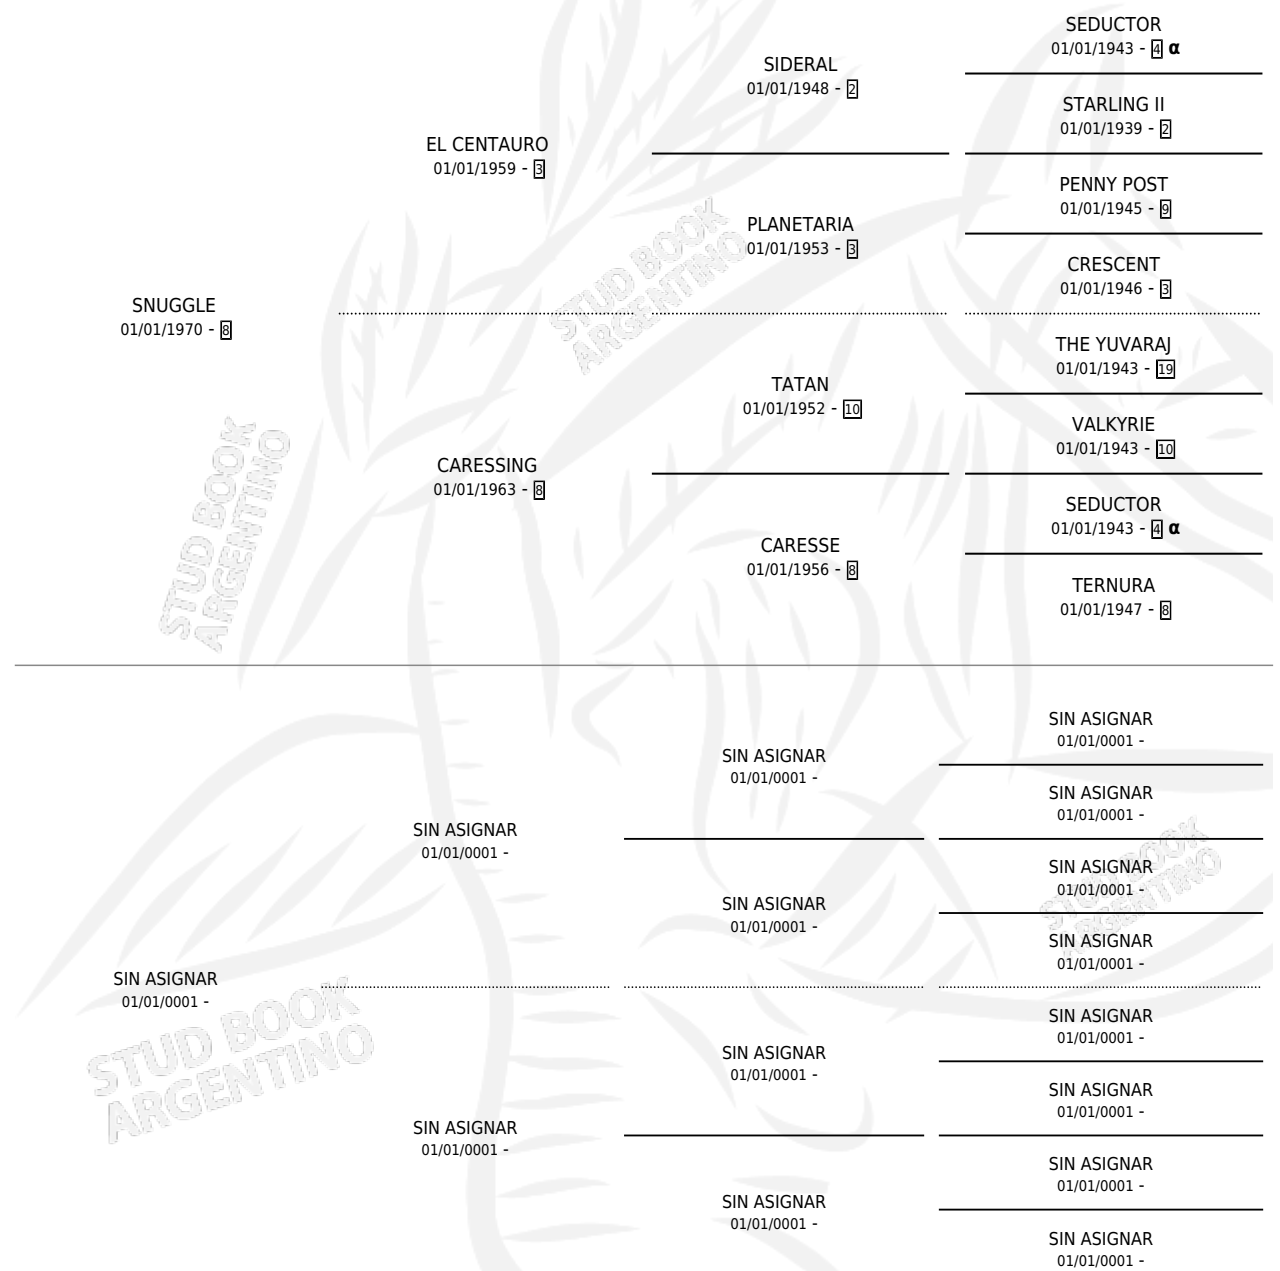 SEDUCTOR
01/01/1943 - 4 α
SIDERAL
01/01/1948 - 2
STARLING II
01/01/1939 - 2
EL CENTAURO
01/01/1959 - 3
PENNY POST
01/01/1945 - 9
PLANETARIA
01/01/1953 - 3
CRESCENT
01/01/1946 - 3
SNUGGLE
01/01/1970 - 8
THE YUVARAJ
01/01/1943 - 19
TATAN
01/01/1952 - 10
VALKYRIE
01/01/1943 - 10
CARESSING
01/01/1963 - 8
SEDUCTOR
01/01/1943 - 4 α
CARESSE
01/01/1956 - 8
TERNURA
01/01/1947 - 8
STUD BOOK
ARGENTINO
STUD BOOK
ARGENTINO
SIN ASIGNAR
01/01/0001 -
SIN ASIGNAR
01/01/0001 -
SIN ASIGNAR
01/01/0001 -
SIN ASIGNAR
01/01/0001 -
SIN ASIGNAR
01/01/0001 -
SIN ASIGNAR
01/01/0001 -
SIN ASIGNAR
01/01/0001 -
SIN ASIGNAR
01/01/0001 -
SIN ASIGNAR
01/01/0001 -
SIN ASIGNAR
01/01/0001 -
SIN ASIGNAR
01/01/0001 -
SIN ASIGNAR
01/01/0001 -
SIN ASIGNAR
01/01/0001 -
SIN ASIGNAR
01/01/0001 -
SIN ASIGNAR
01/01/0001 -
STUD BOOK
ARGENTINO
STUD BOOK
ARGENTINO